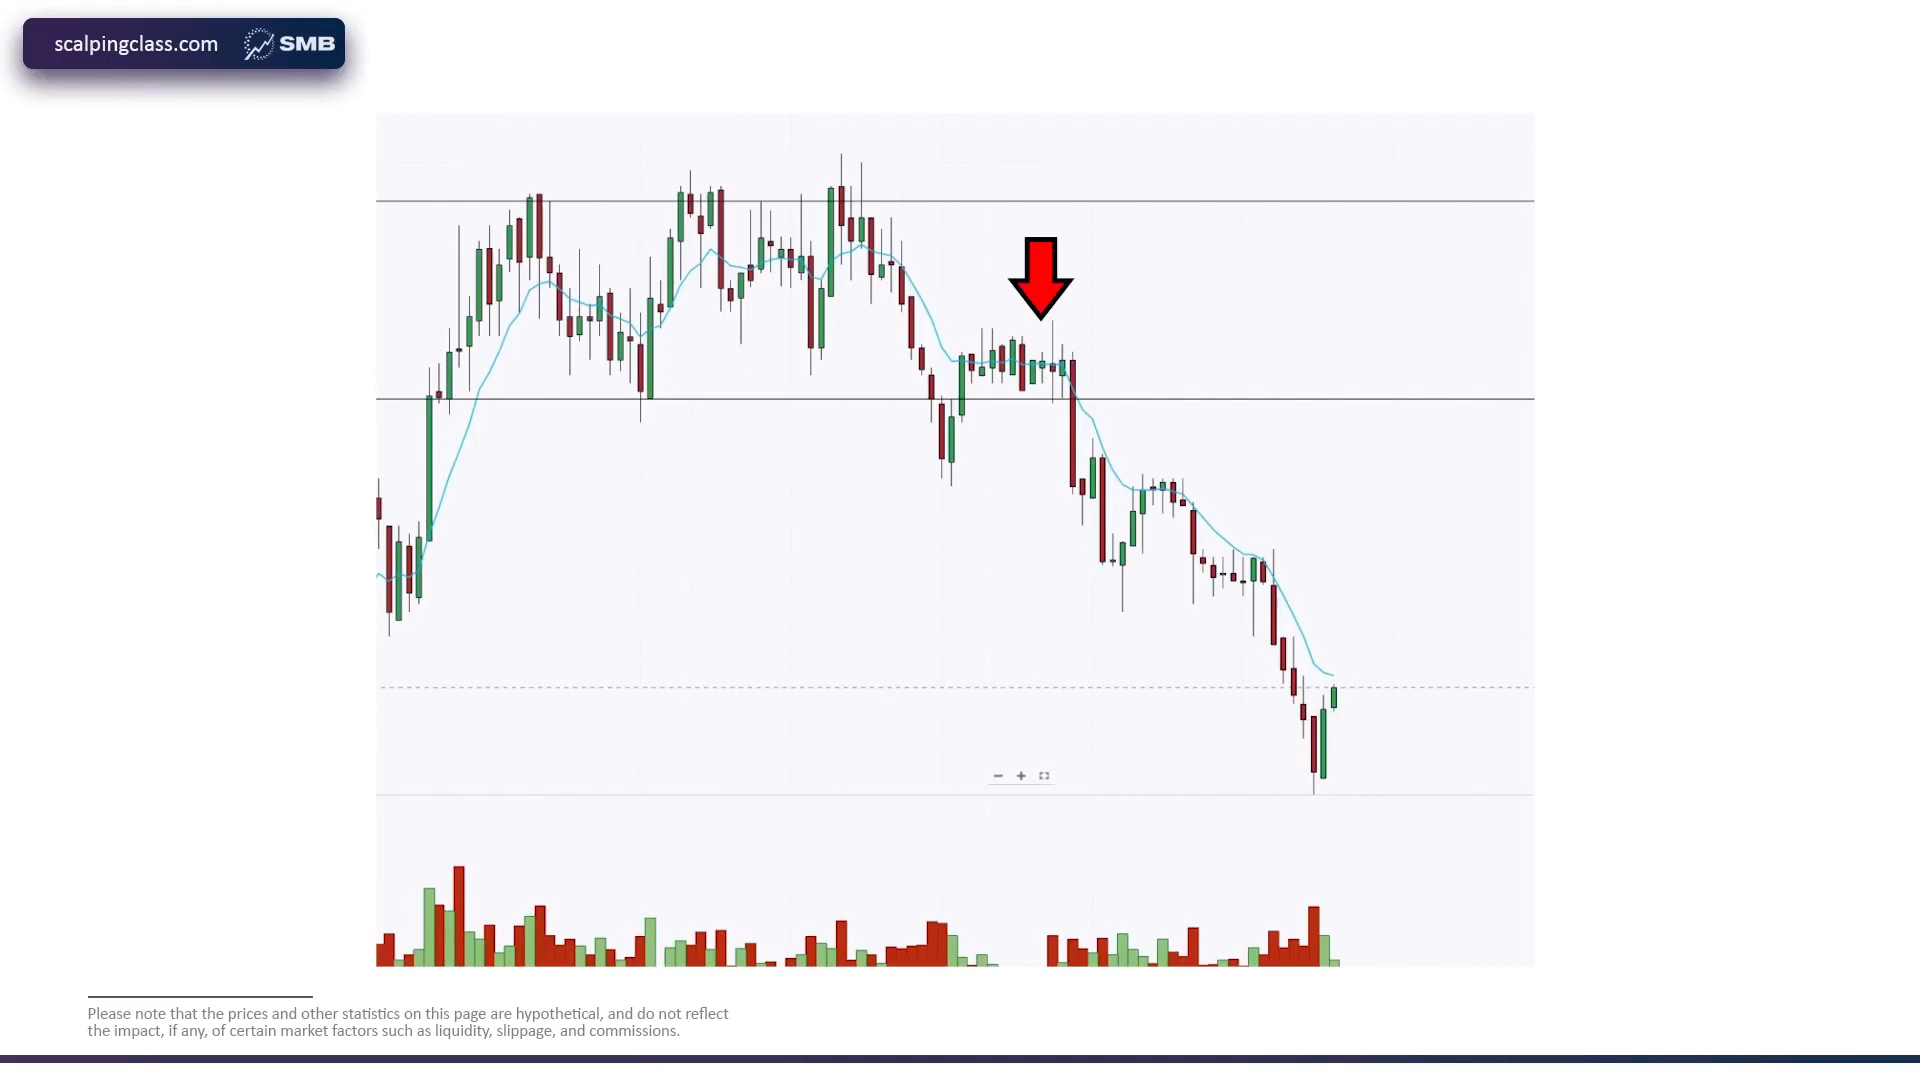 scalpingclass.com SMB
Please note that the prices and other statistics on this page are hypothetical, and do not reflect
the impact, if any, of certain market factors such as liquidity, slippage, and commissions.